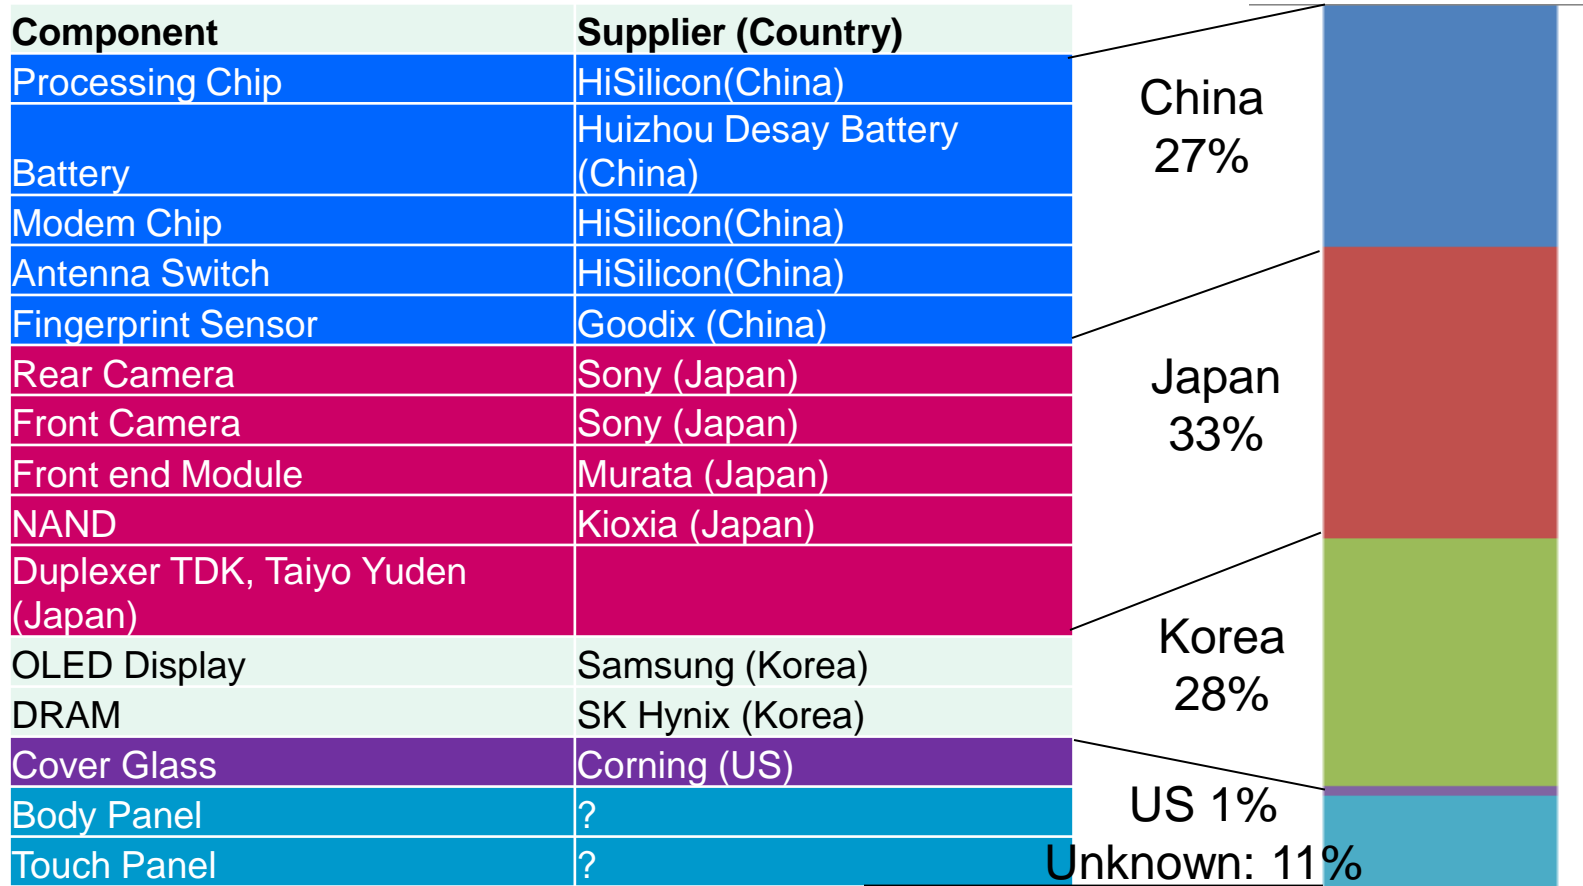 Component Supplier (Country)
Processing Chip HiSilicon(China)
Battery Huizhou Desay Battery
(China)
Modem Chip HiSilicon(China)
Antenna Switch HiSilicon(China)
Fingerprint Sensor Goodix (China)
Rear Camera Sony (Japan)
Front Camera Sony (Japan)
Front end Module Murata (Japan)
NAND Kioxia (Japan)
Duplexer TDK, Taiyo Yuden
(Japan)
OLED Display Samsung (Korea)
DRAM SK Hynix (Korea)
Cover Glass Corning (US)
Body Panel ?
Touch Panel ?
China
27%
Japan
33%
Korea
28%
US 1%
Unknown: 11%